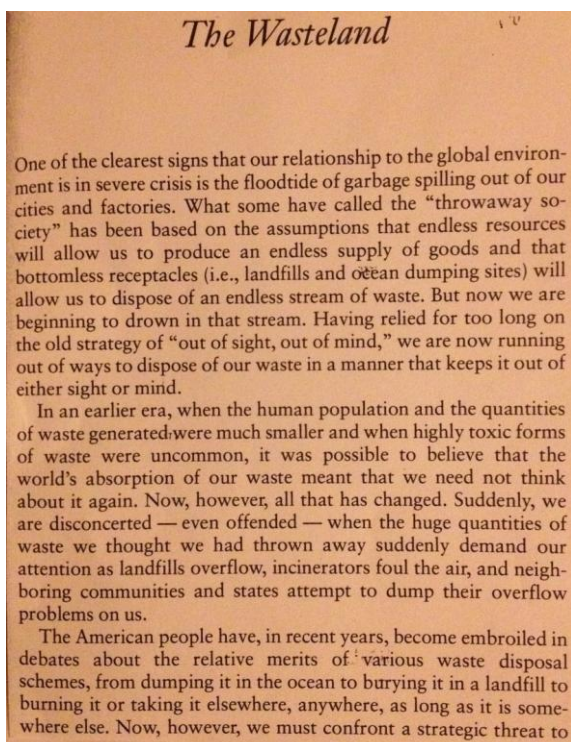 The Wasteland
One of the clearest signs that our relationship to the global environ-
ment is in severe crisis is the floodtide of garbage spilling out of our
cities and factories. What some have called the “throwaway so-
ciety” has been based on the assumptions that endless resources
will allow us to produce an endless supply of goods and that
bottomless receptacles (i.e., landfills and ocean dumping sites) will
allow us to dispose of an endless stream of waste. But now we are
beginning to drown in that stream. Having relied for too long on
the old strategy of “out of sight, out of mind,” we are now running
out of ways to dispose of our waste in a manner that keeps it out of
either sight or mind.
In an earlier era, when the human population and the quantities
of waste generated were much smaller and when highly toxic forms
of waste were uncommon, it was possible to believe that the
world’s absorption of our waste meant that we need not think
about it again. Now, however, all that has changed. Suddenly, we
are disconcerted — even offended — when the huge quantities of
waste we thought we had thrown away suddenly demand our
attention as landfills overflow, incinerators foul the air, and neigh-
boring communities and states attempt to dump their overflow
problems on us.
The American people have, in recent years, become embroiled in
debates about the relative merits of various waste disposal
schemes, from dumping it in the ocean to burying it in a landfill to
burning it or taking it elsewhere, anywhere, as long as it is some-
where else. Now, however, we must confront a strategic threat to